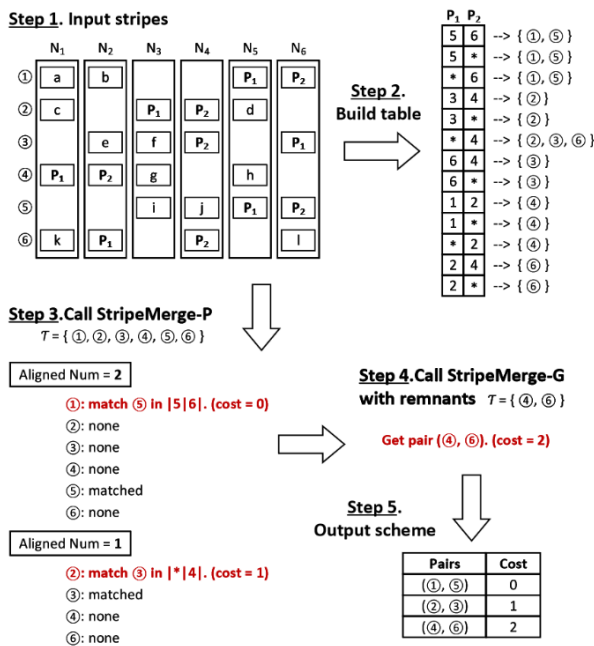 Step 1. Input stripes
N1 N2 N3 N4 N5 N6
① a b P1 P2
② c P1 P2 d
③ e f P2 P1
④ P1 P2 g h
⑤ i j P1 P2
⑥ k P1 P2 l
Step 2.
Build table
P1 P2
5 6 --> { ①, ⑤ }
5 * --> { ①, ⑤ }
* 6 --> { ①, ⑤ }
3 4 --> { ② }
3 * --> { ② }
* 4 --> { ②, ③, ⑥ }
6 4 --> { ③ }
6 * --> { ③ }
1 2 --> { ④ }
1 * --> { ④ }
* 2 --> { ④ }
2 4 --> { ⑥ }
2 * --> { ⑥ }
Step 3.Call StripeMerge-P
𝒯 = { ①, ②, ③, ④, ⑤, ⑥ }
Aligned Num = 2
①: match ⑤ in |5|6|. (cost = 0)
②: none
③: none
④: none
⑤: matched
⑥: none
Aligned Num = 1
②: match ③ in |*|4|. (cost = 1)
③: matched
④: none
⑥: none
Step 4.Call StripeMerge-G
with remnants 𝒯 = { ④, ⑥ }
Get pair (④, ⑥). (cost = 2)
Step 5.
Output scheme
Pairs Cost
(①, ⑤) 0
(②, ③) 1
(④, ⑥) 2